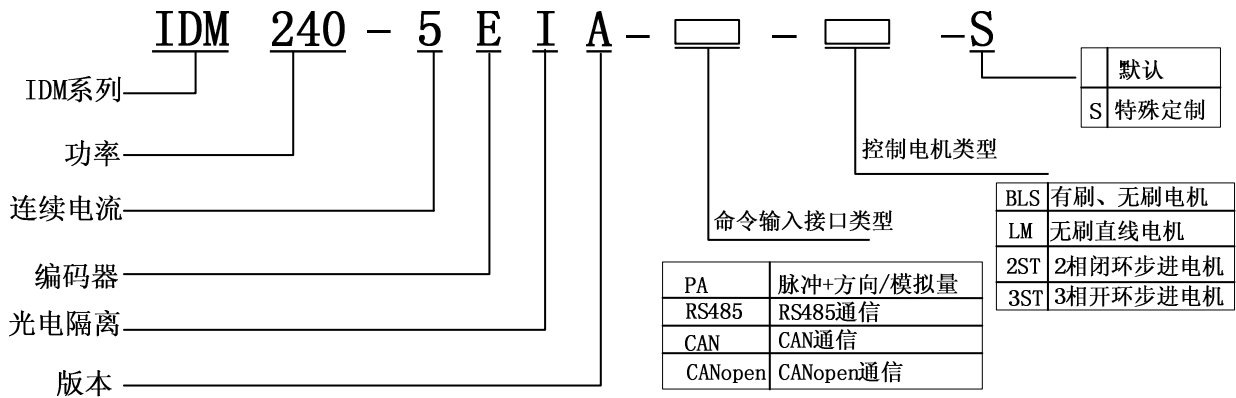 IDM 240 - 5 E I A - - - S
IDM系列
功率
连续电流
编码器
光电隔离
版本
默认
S 特殊定制
控制电机类型
BLS 有刷、无刷电机
LM 无刷直线电机
2ST 2相闭环步进电机
3ST 3相开环步进电机
命令输入接口类型
PA 脉冲+方向/模拟量
RS485 RS485通信
CAN CAN通信
CANopen CANopen通信